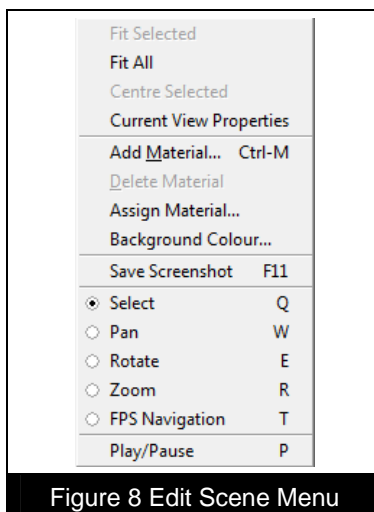 Fit Selected
Fit All
Centre Selected
Current View Properties
Add Material... Ctrl-M
Delete Material
Assign Material...
Background Colour...
Save Screenshot F11
Select Q
Pan W
Rotate E
Zoom R
FPS Navigation T
Play/Pause P
Figure 8 Edit Scene Menu